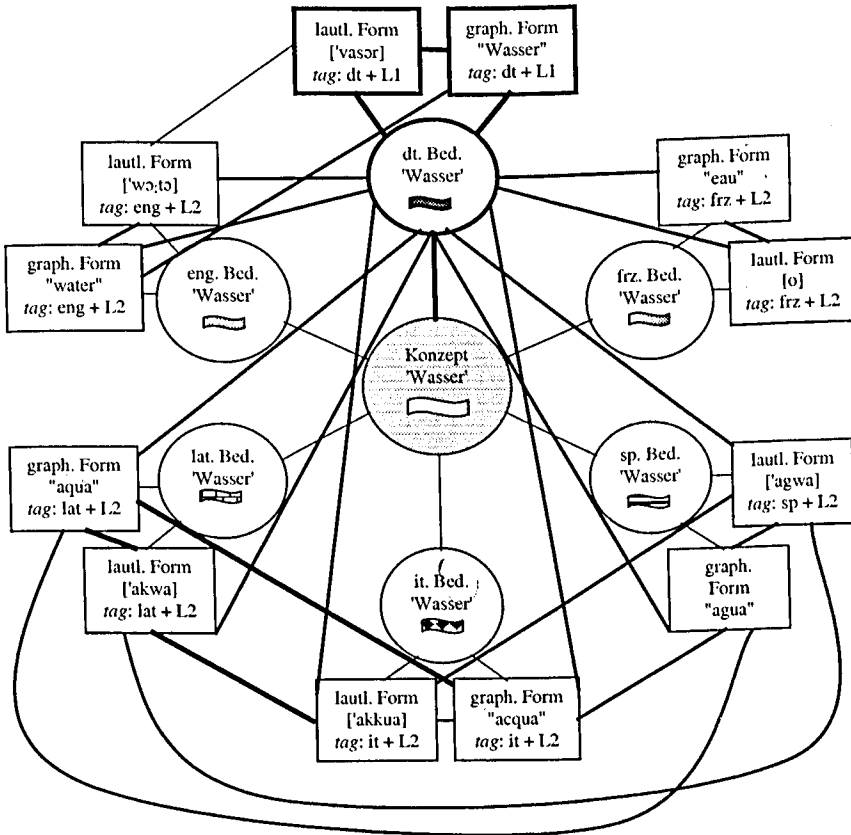 lautl. Form
['vasər]
tag: dt + L1
graph. Form
"Wasser"
tag: dt + L1
lautl. Form
['wɔ:tə]
tag: eng + L2
dt. Bed.
'Wasser'
graph. Form
"eau"
tag: frz + L2
graph. Form
"water"
tag: eng + L2
eng. Bed.
'Wasser'
frz. Bed.
'Wasser'
lautl. Form
[o]
tag: frz + L2
Konzept
'Wasser'
graph. Form
"aqua"
tag: lat + L2
lat. Bed.
'Wasser'
sp. Bed.
'Wasser'
lautl. Form
['agwa]
tag: sp + L2
lautl. Form
['akwa]
tag: lat + L2
it. Bed.
'Wasser'
graph.
Form
"agua"
lautl. Form
['akkua]
tag: it + L2
graph. Form
"acqua"
tag: it + L2